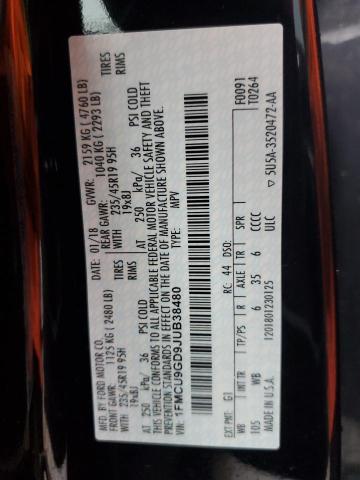 MFD. BY FORD MOTOR CO.
DATE: 01/18 GVWR: 2159 KG ( 4760 LB)
FRONT GAWR: 1125 KG ( 2480 LB) REAR GAWR: 1040 KG ( 2293 LB)
235/45R19 95H TIRES WITH 235/45R19 95H TIRES
19x8J RIMS 19x8J RIMS
AT 250 kPa/ 36 PSI COLD AT 250 kPa/ 36 PSI COLD
THIS VEHICLE CONFORMS TO ALL APPLICABLE FEDERAL MOTOR VEHICLE SAFETY AND THEFT
PREVENTION STANDARDS IN EFFECT ON THE DATE OF MANUFACTURE SHOWN ABOVE.
VIN: 1FMCU9GD9JUB38480 TYPE: MPV
F0091
T0264
EXT PNT: G1 RC: 44 DSO:
WB INT TR TP/PS R AXLE TR SPR
105 WB 6 35 6 CCCC
MADE IN U.S.A. 1201801230125 ULC
5U5A-3520472-AA